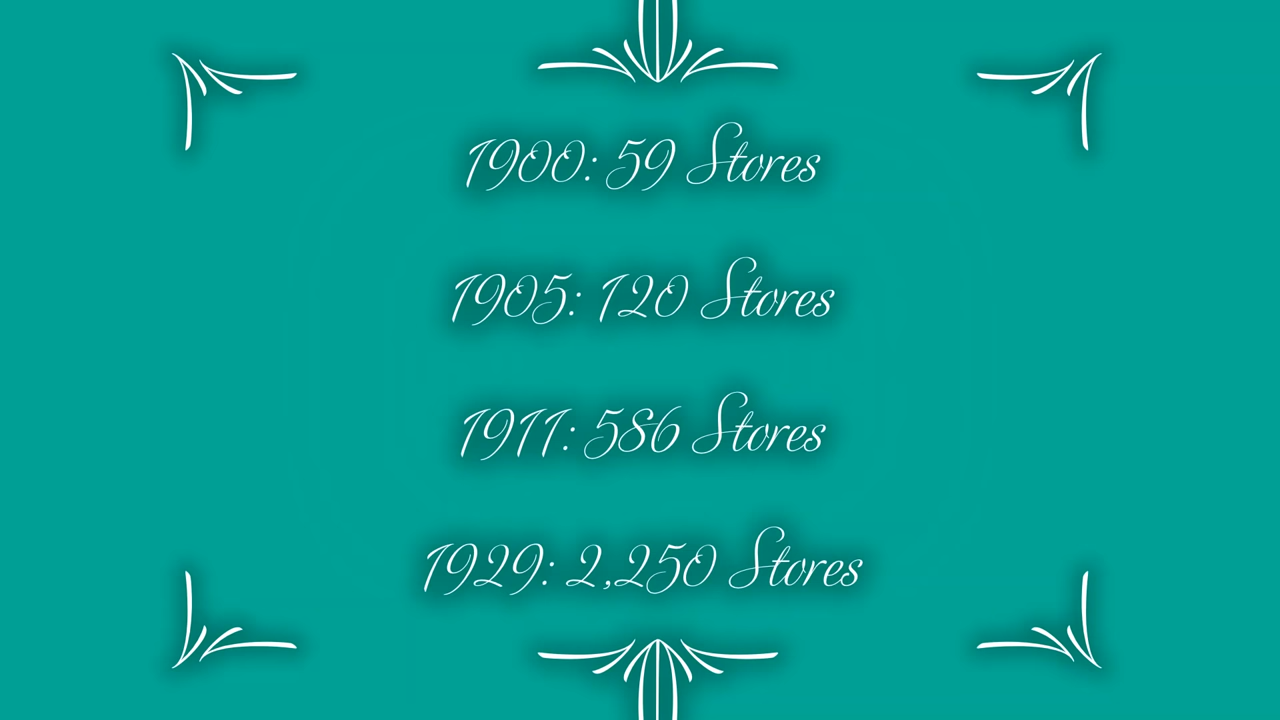 1900: 59 Stores
1905: 120 Stores
1911: 586 Stores
1929: 2,250 Stores